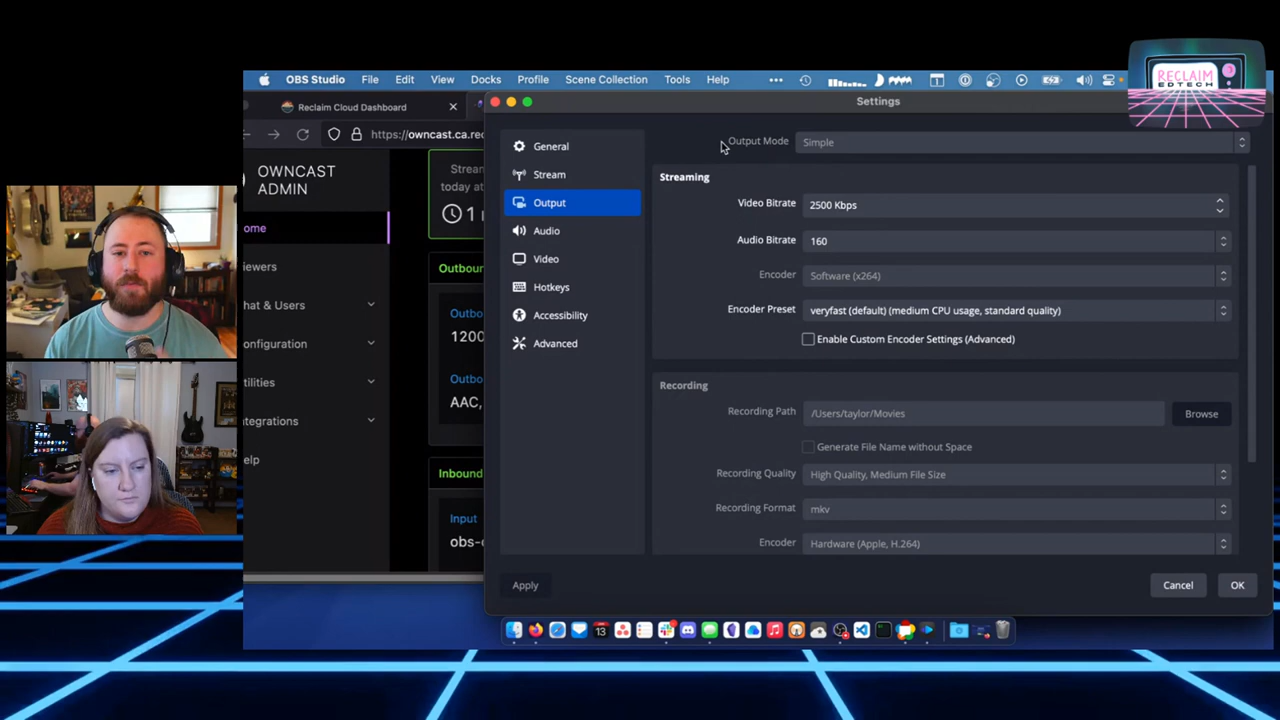 RECLAIM
EDTECH
OBS Studio File Edit View Docks Profile Scene Collection Tools Help
Reclaim Cloud Dashboard
Settings
https://owncast.ca.rec
OWNCAST
ADMIN
ome
iewers
hat & Users
onfiguration
tilities
ntegrations
elp
Stream
today at
Outbour
Outbo
1200
Outbo
AAC,
Inbound
Input
obs-o
General
Stream
Output
Audio
Video
Hotkeys
Accessibility
Advanced
Output Mode Simple
Streaming
Video Bitrate 2500 Kbps
Audio Bitrate 160
Encoder Software (x264)
Encoder Preset veryfast (default) (medium CPU usage, standard quality)
Enable Custom Encoder Settings (Advanced)
Recording
Recording Path /Users/taylor/Movies Browse
Generate File Name without Space
Recording Quality High Quality, Medium File Size
Recording Format mkv
Encoder Hardware (Apple, H.264)
Apply Cancel OK
13